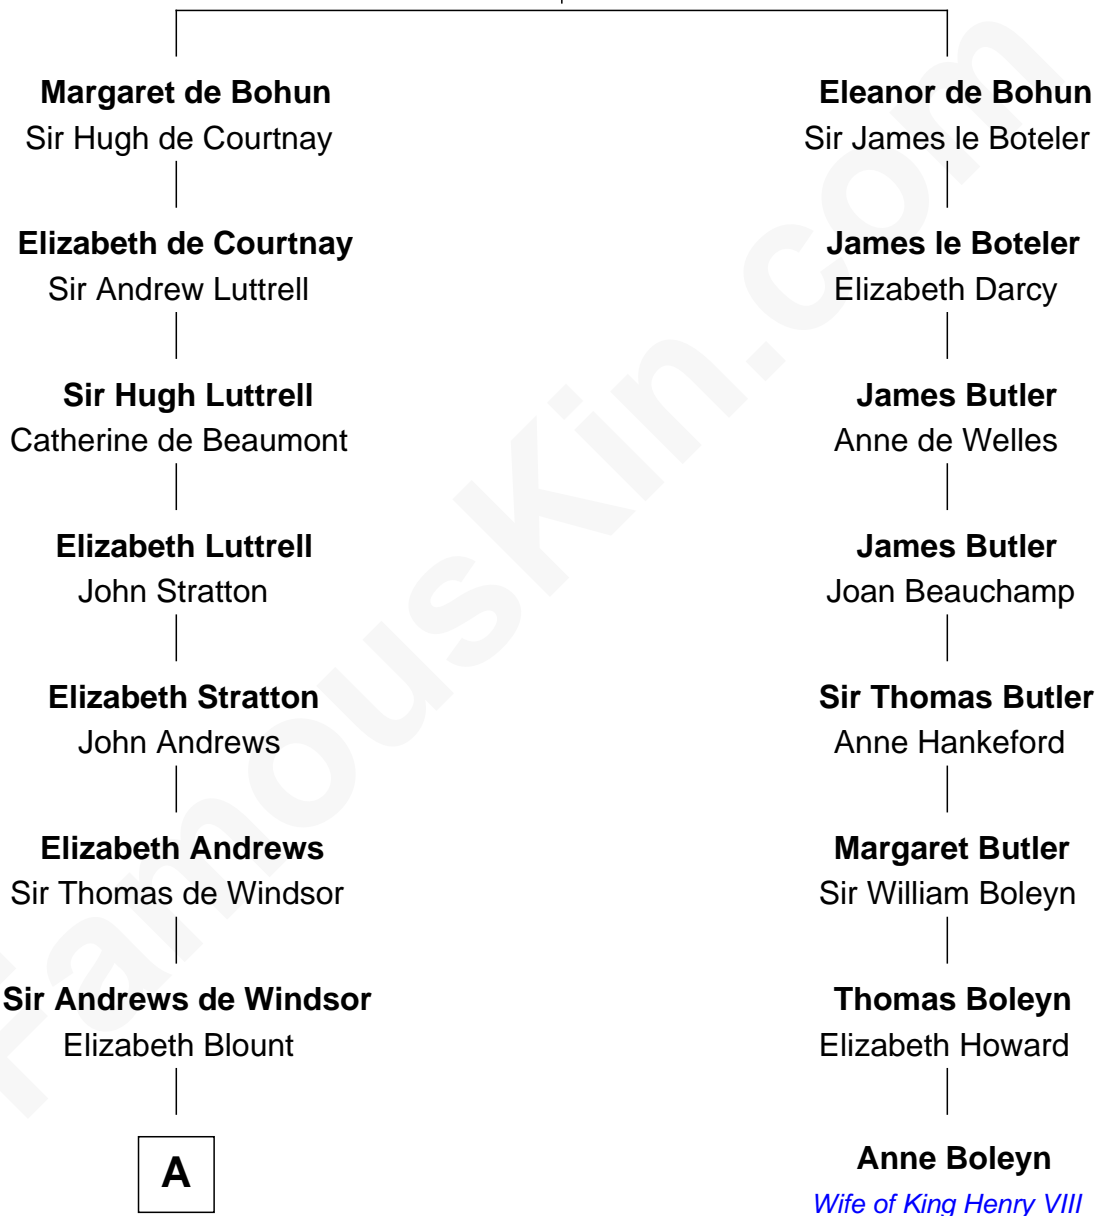 Margaret de Bohun
Sir Hugh de Courtnay
Elizabeth de Courtnay
Sir Andrew Luttrell
Sir Hugh Luttrell
Catherine de Beaumont
Elizabeth Luttrell
John Stratton
Elizabeth Stratton
John Andrews
Elizabeth Andrews
Sir Thomas de Windsor
Sir Andrews de Windsor
Elizabeth Blount
A
Eleanor de Bohun
Sir James le Boteler
James le Boteler
Elizabeth Darcy
James Butler
Anne de Welles
James Butler
Joan Beauchamp
Sir Thomas Butler
Anne Hankeford
Margaret Butler
Sir William Boleyn
Thomas Boleyn
Elizabeth Howard
Anne Boleyn
Wife of King Henry VIII
FamousKin.com